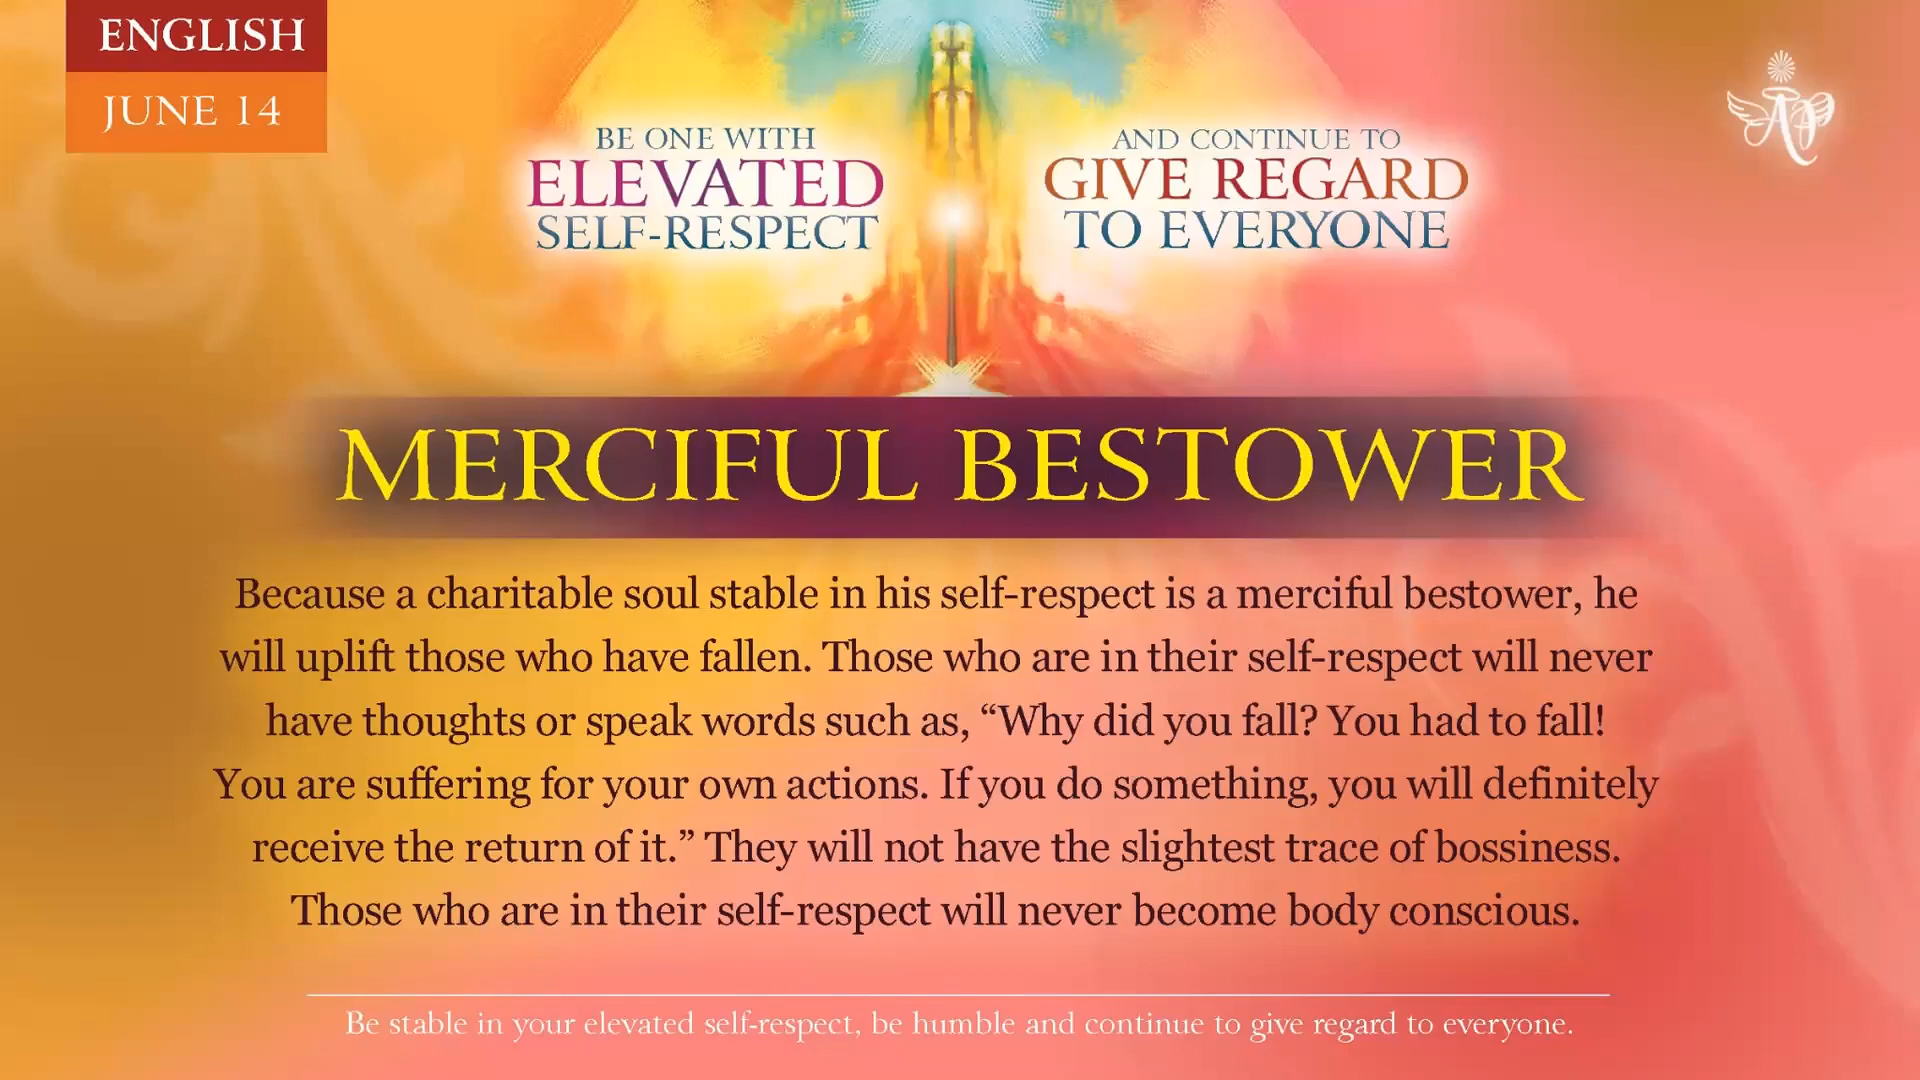 ENGLISH
JUNE 14
BE ONE WITH
ELEVATED
SELF-RESPECT
AND CONTINUE TO
GIVE REGARD
TO EVERYONE
MERCIFUL BESTOWER
Because a charitable soul stable in his self-respect is a merciful bestower, he
will uplift those who have fallen. Those who are in their self-respect will never
have thoughts or speak words such as, “Why did you fall? You had to fall!
You are suffering for your own actions. If you do something, you will definitely
receive the return of it.” They will not have the slightest trace of bossiness.
Those who are in their self-respect will never become body conscious.
Be stable in your elevated self-respect, be humble and continue to give regard to everyone.